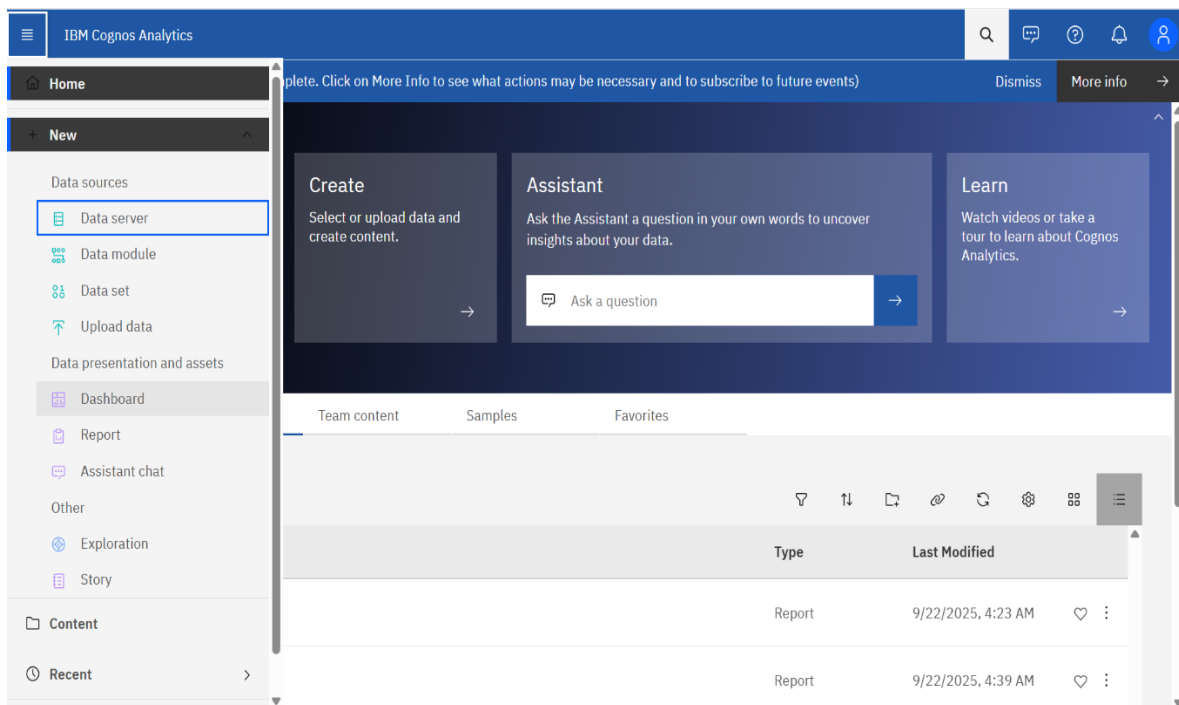 IBM Cognos Analytics
Home
plete. Click on More Info to see what actions may be necessary and to subscribe to future events)
Dismiss
More info
New
Data sources
Data server
Data module
Data set
Upload data
Data presentation and assets
Dashboard
Report
Assistant chat
Other
Exploration
Story
Content
Recent
Create
Select or upload data and
create content.
Assistant
Ask the Assistant a question in your own words to uncover
insights about your data.
Ask a question
Learn
Watch videos or take a
tour to learn about Cognos
Analytics.
Team content
Samples
Favorites
Type
Last Modified
Report
9/22/2025, 4:23 AM
Report
9/22/2025, 4:39 AM